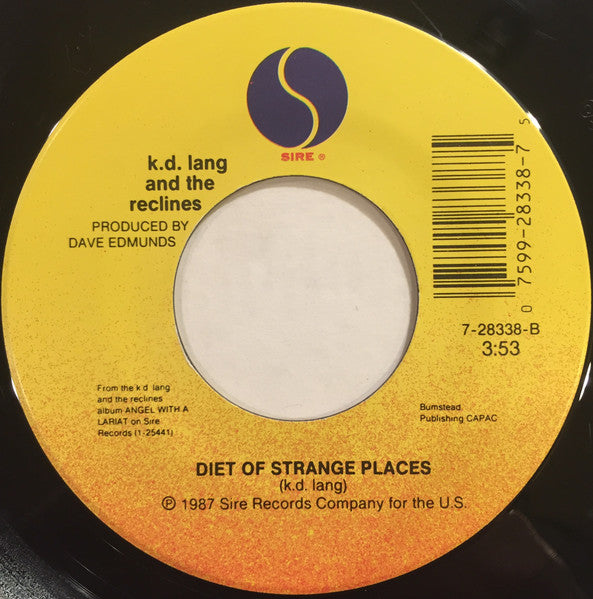 SIRE ®
k.d. lang
and the
reclines
PRODUCED BY
DAVE EDMUNDS
0 7599-28338-7 5
7-28338-B
3:53
From the k d lang
and the reclines
album ANGEL WITH A
LARIAT on Sire
Records (1-25441)
Bumstead
Publishing CAPAC
DIET OF STRANGE PLACES
(k.d. lang)
℗ 1987 Sire Records Company for the U.S.